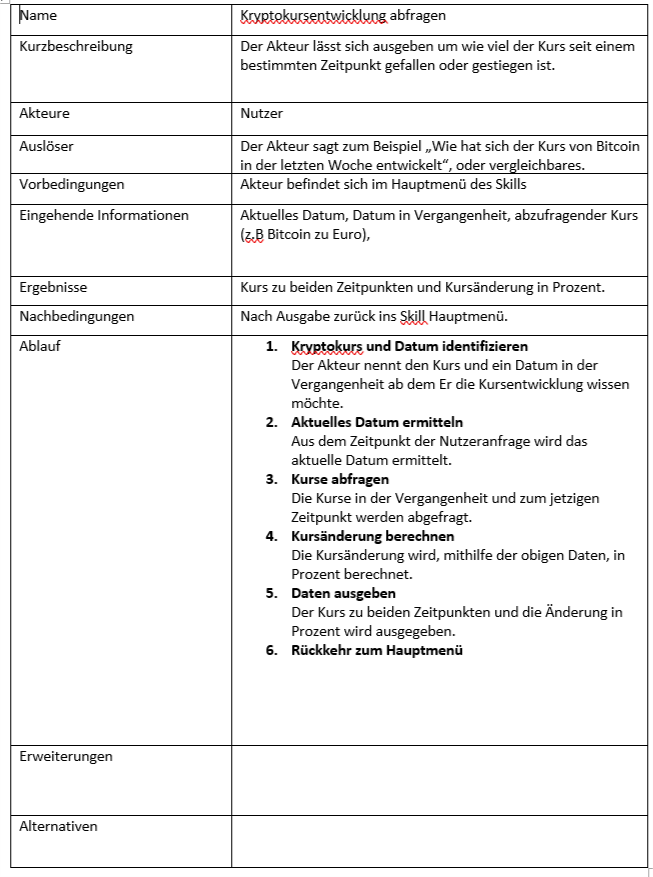 Name Kryptokursentwicklung abfragen
Kurzbeschreibung Der Akteur lässt sich ausgeben um wie viel der Kurs seit einem
bestimmten Zeitpunkt gefallen oder gestiegen ist.
Akteure Nutzer
Auslöser Der Akteur sagt zum Beispiel „Wie hat sich der Kurs von Bitcoin
in der letzten Woche entwickelt“, oder vergleichbares.
Vorbedingungen Akteur befindet sich im Hauptmenü des Skills
Eingehende Informationen Aktuelles Datum, Datum in Vergangenheit, abzufragender Kurs
(z.B Bitcoin zu Euro),
Ergebnisse Kurs zu beiden Zeitpunkten und Kursänderung in Prozent.
Nachbedingungen Nach Ausgabe zurück ins Skill Hauptmenü.
Ablauf 1. Kryptokurs und Datum identifizieren
Der Akteur nennt den Kurs und ein Datum in der
Vergangenheit ab dem Er die Kursentwicklung wissen
möchte.
2. Aktuelles Datum ermitteln
Aus dem Zeitpunkt der Nutzeranfrage wird das
aktuelle Datum ermittelt.
3. Kurse abfragen
Die Kurse in der Vergangenheit und zum jetzigen
Zeitpunkt werden abgefragt.
4. Kursänderung berechnen
Die Kursänderung wird, mithilfe der obigen Daten, in
Prozent berechnet.
5. Daten ausgeben
Der Kurs zu beiden Zeitpunkten und die Änderung in
Prozent wird ausgegeben.
6. Rückkehr zum Hauptmenü
Erweiterungen
Alternativen